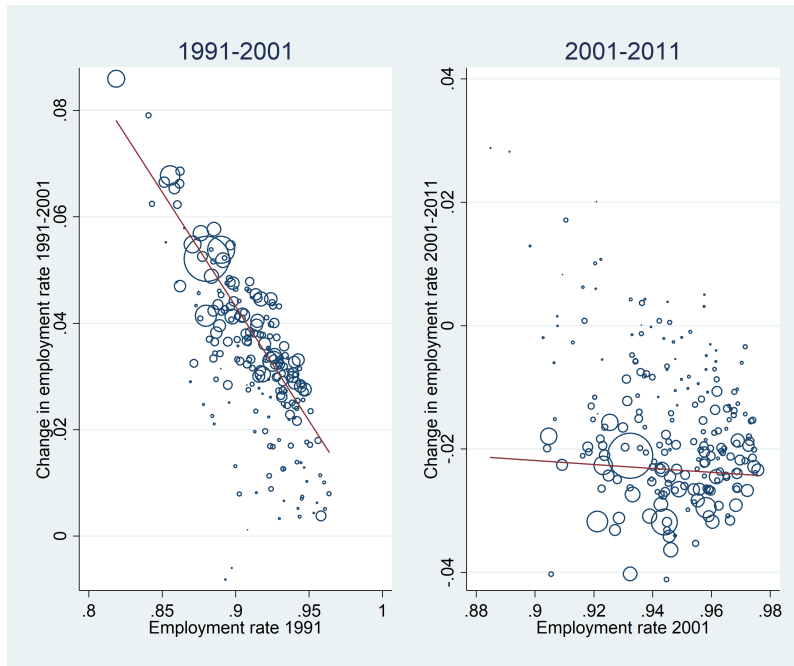 1991-2001
Change in employment rate 1991-2001
.08
.06
.04
.02
0
.8 .85 .9 .95 1
Employment rate 1991
2001-2011
Change in employment rate 2001-2011
.04
.02
0
-.02
-.04
.88 .9 .92 .94 .96 .98
Employment rate 2001